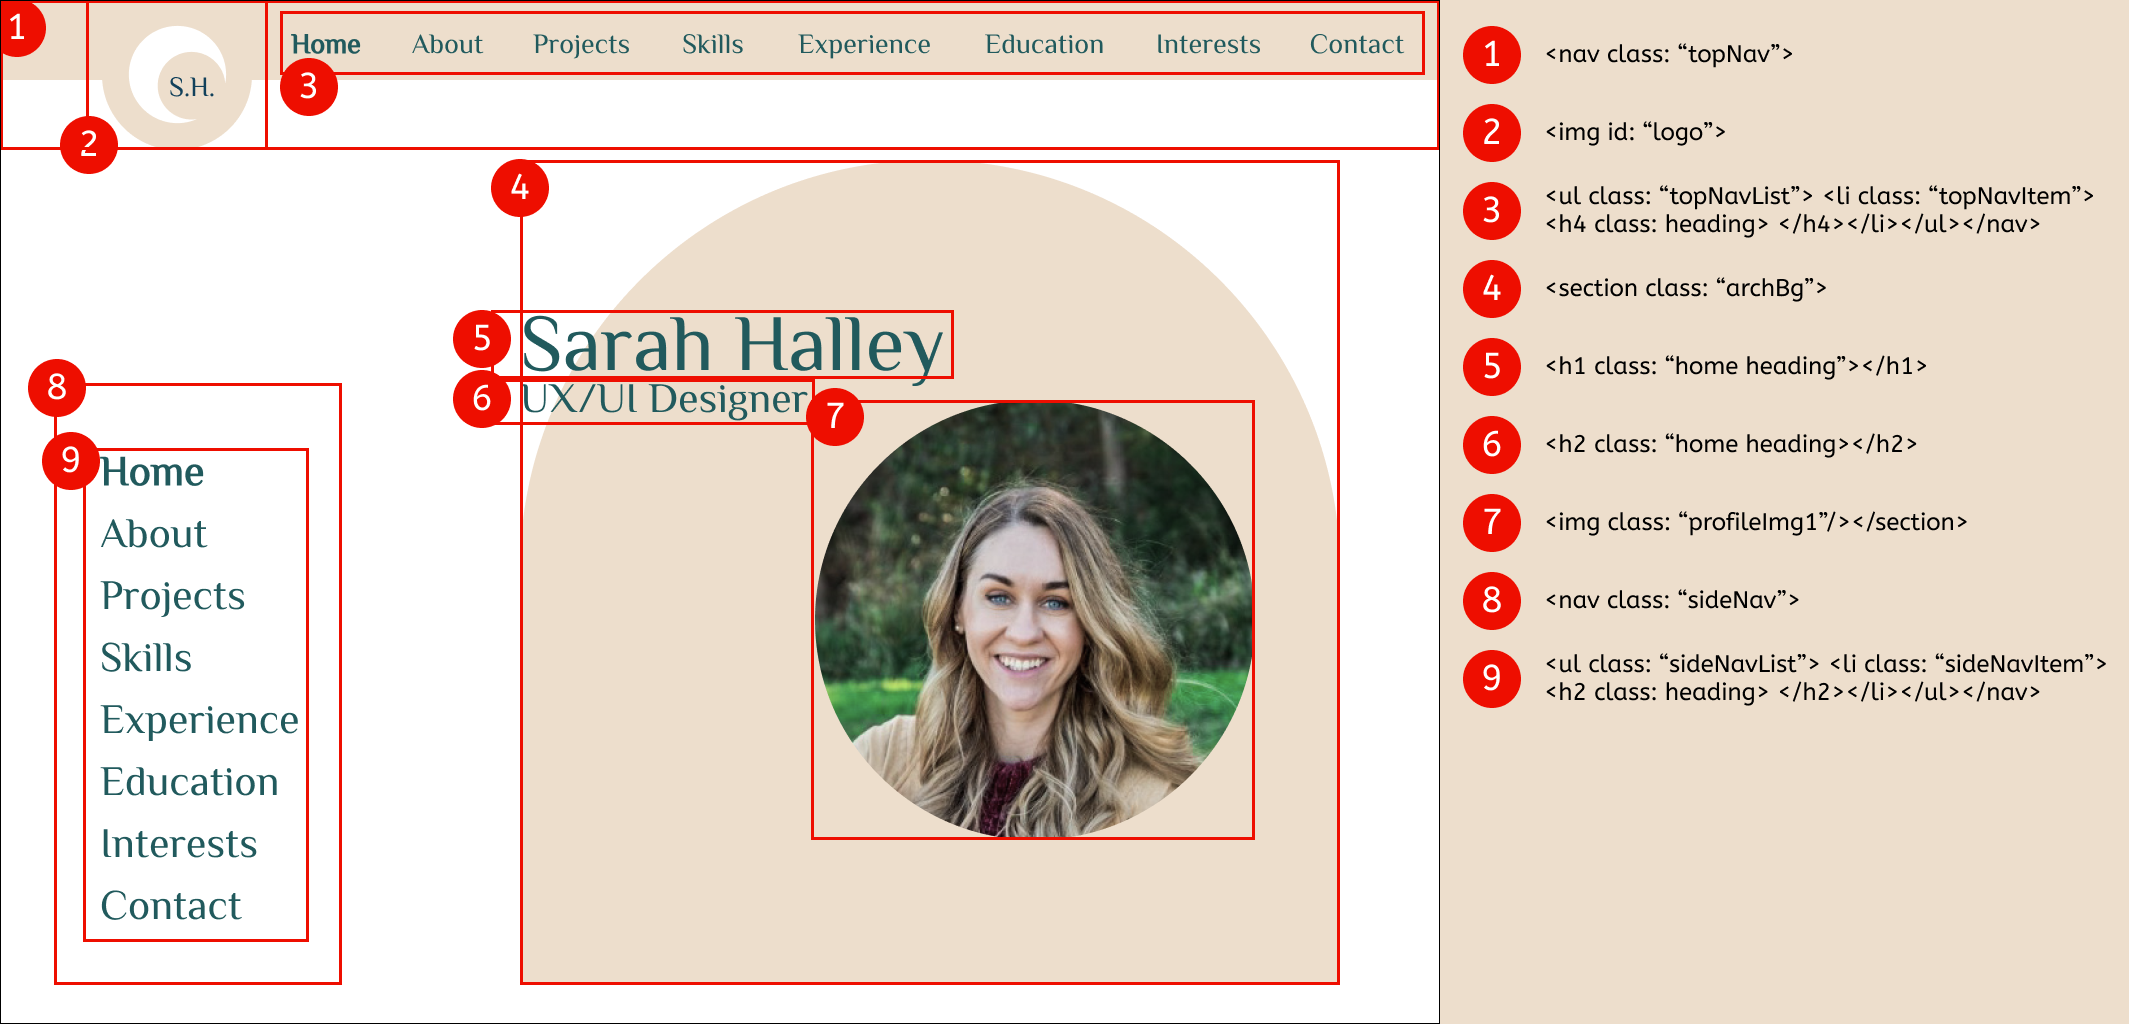 1
S.H.
Home About Projects Skills Experience Education Interests Contact
2
3
4
5
Sarah Halley
6
UX/UI Designer
7
8
9
Home
About
Projects
Skills
Experience
Education
Interests
Contact
1
<nav class: “topNav”>
2
<img id: “logo”>
3
<ul class: “topNavList”> <li class: “topNavItem”>
<h4 class: heading> </h4></li></ul></nav>
4
<section class: “archBg”>
5
<h1 class: “home heading”></h1>
6
<h2 class: “home heading></h2>
7
<img class: “profileImg1”/></section>
8
<nav class: “sideNav”>
9
<ul class: “sideNavList”> <li class: “sideNavItem”>
<h2 class: heading> </h2></li></ul></nav>